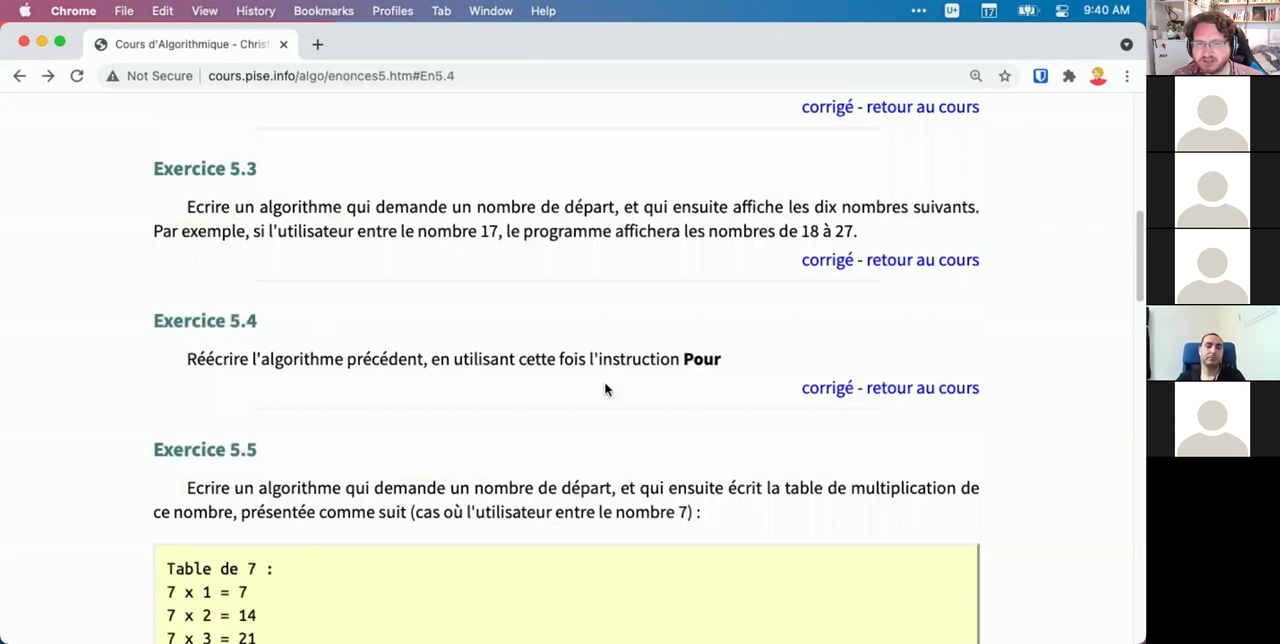 Chrome File Edit View History Bookmarks Profiles Tab Window Help ••• U+ 17 9:40 AM
Cours d'Algorithmique - Christ
Not Secure cours.pise.info/algo/enonces5.htm#En5.4
corrigé - retour au cours
Exercice 5.3
Ecrire un algorithme qui demande un nombre de départ, et qui ensuite affiche les dix nombres suivants.
Par exemple, si l'utilisateur entre le nombre 17, le programme affichera les nombres de 18 à 27.
corrigé - retour au cours
Exercice 5.4
Réécrire l'algorithme précédent, en utilisant cette fois l'instruction Pour
corrigé - retour au cours
Exercice 5.5
Ecrire un algorithme qui demande un nombre de départ, et qui ensuite écrit la table de multiplication de
ce nombre, présentée comme suit (cas où l'utilisateur entre le nombre 7) :
Table de 7 :
7 x 1 = 7
7 x 2 = 14
7 x 3 = 21